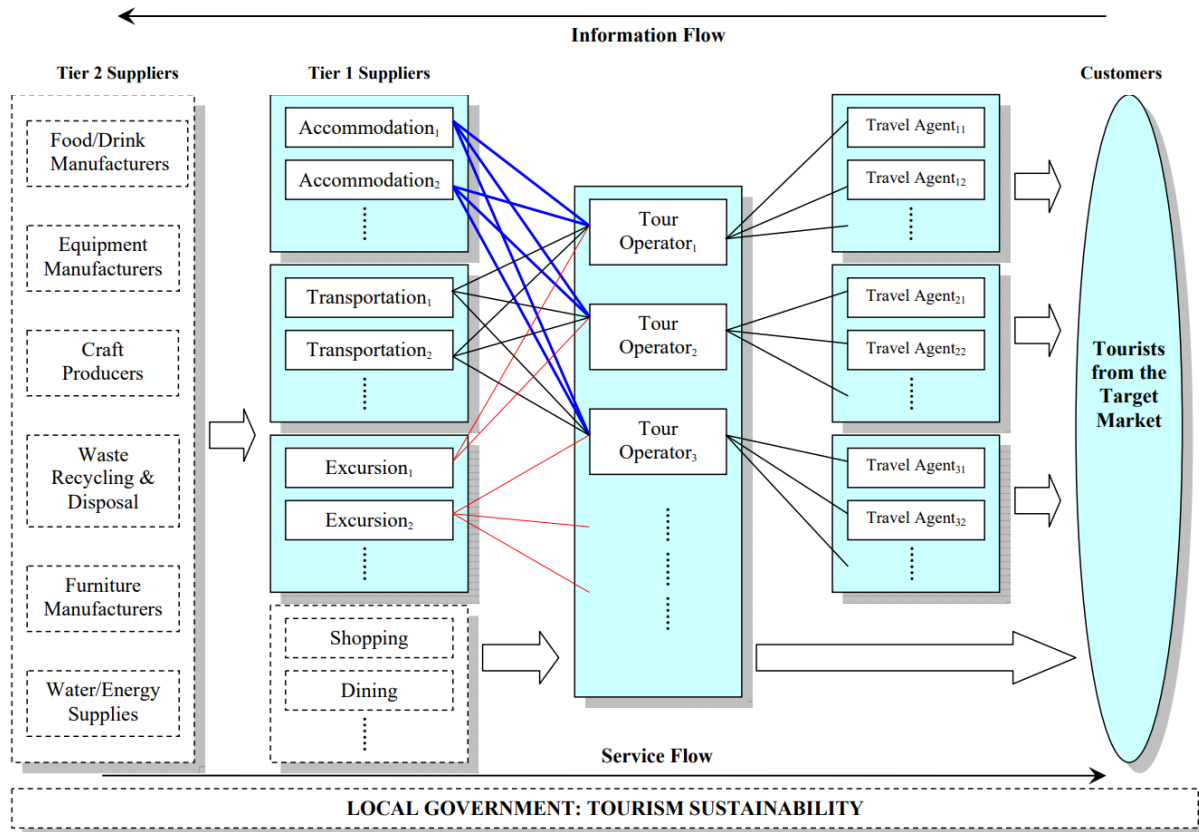 Information Flow
Tier 2 Suppliers
Tier 1 Suppliers
Customers
Food/Drink
Manufacturers
Equipment
Manufacturers
Craft
Producers
Waste
Recycling &
Disposal
Furniture
Manufacturers
Water/Energy
Supplies
Accommodation₁
Accommodation₂
Transportation₁
Transportation₂
Excursion₁
Excursion₂
Shopping
Dining
Tour
Operator₁
Tour
Operator₂
Tour
Operator₃
Travel Agent₁₁
Travel Agent₁₂
Travel Agent₂₁
Travel Agent₂₂
Travel Agent₃₁
Travel Agent₃₂
Tourists
from the
Target
Market
Service Flow
LOCAL GOVERNMENT: TOURISM SUSTAINABILITY